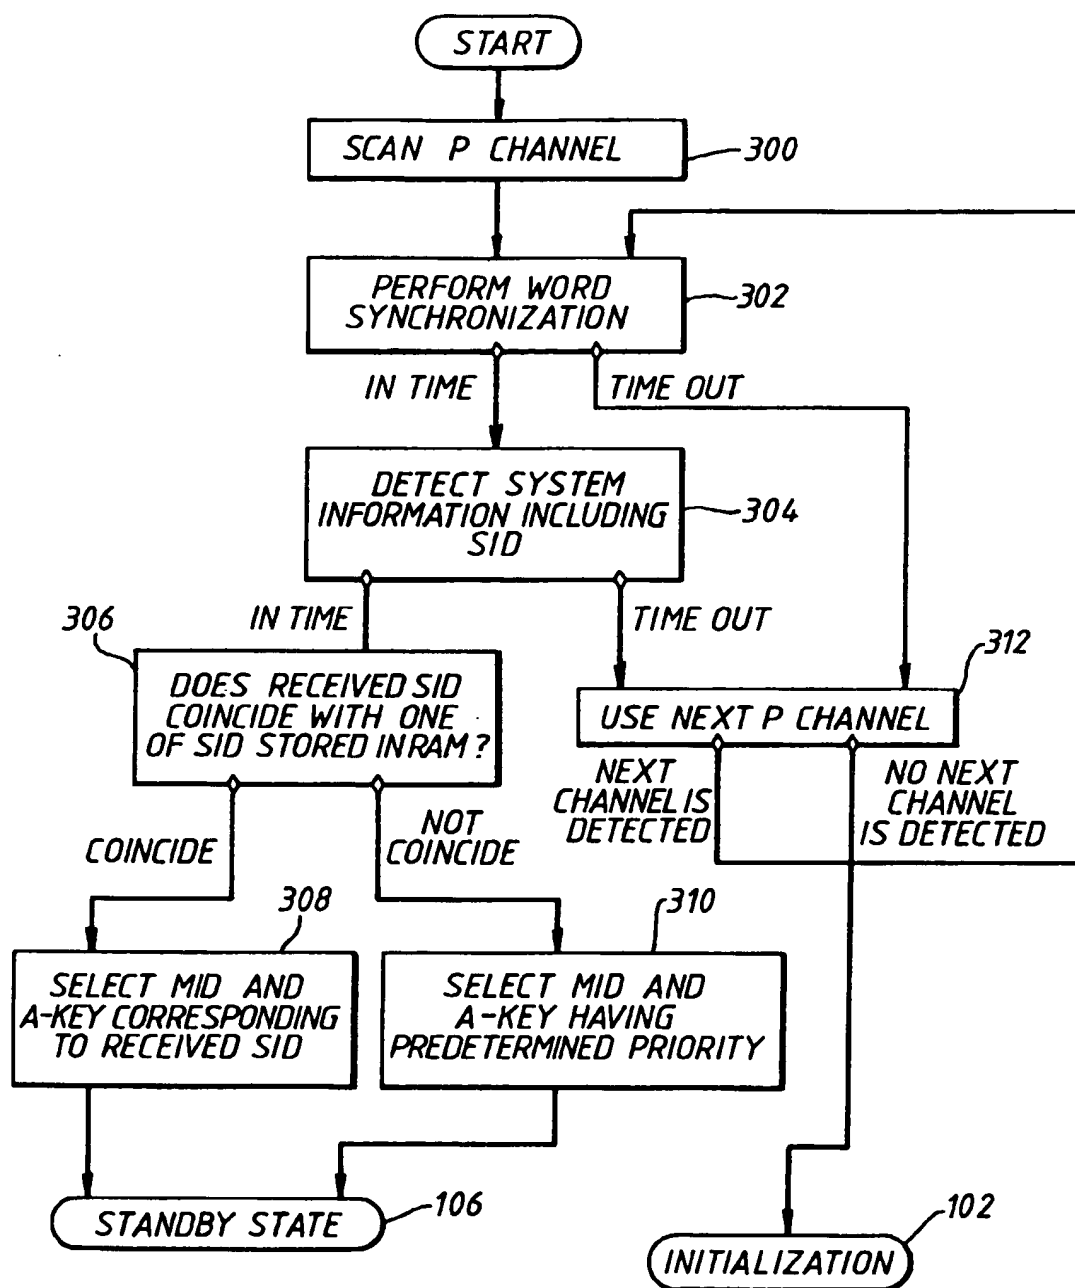 START
SCAN P CHANNEL
300
PERFORM WORD
SYNCHRONIZATION
302
IN TIME
TIME OUT
DETECT SYSTEM
INFORMATION INCLUDING
SID
304
IN TIME
TIME OUT
306
DOES RECEIVED SID
COINCIDE WITH ONE
OF SID STORED IN RAM ?
312
USE NEXT P CHANNEL
COINCIDE
NOT
COINCIDE
NEXT
CHANNEL IS
DETECTED
NO NEXT
CHANNEL
IS DETECTED
308
SELECT MID AND
A-KEY CORRESPONDING
TO RECEIVED SID
310
SELECT MID AND
A-KEY HAVING
PREDETERMINED PRIORITY
STANDBY STATE
106
INITIALIZATION
102